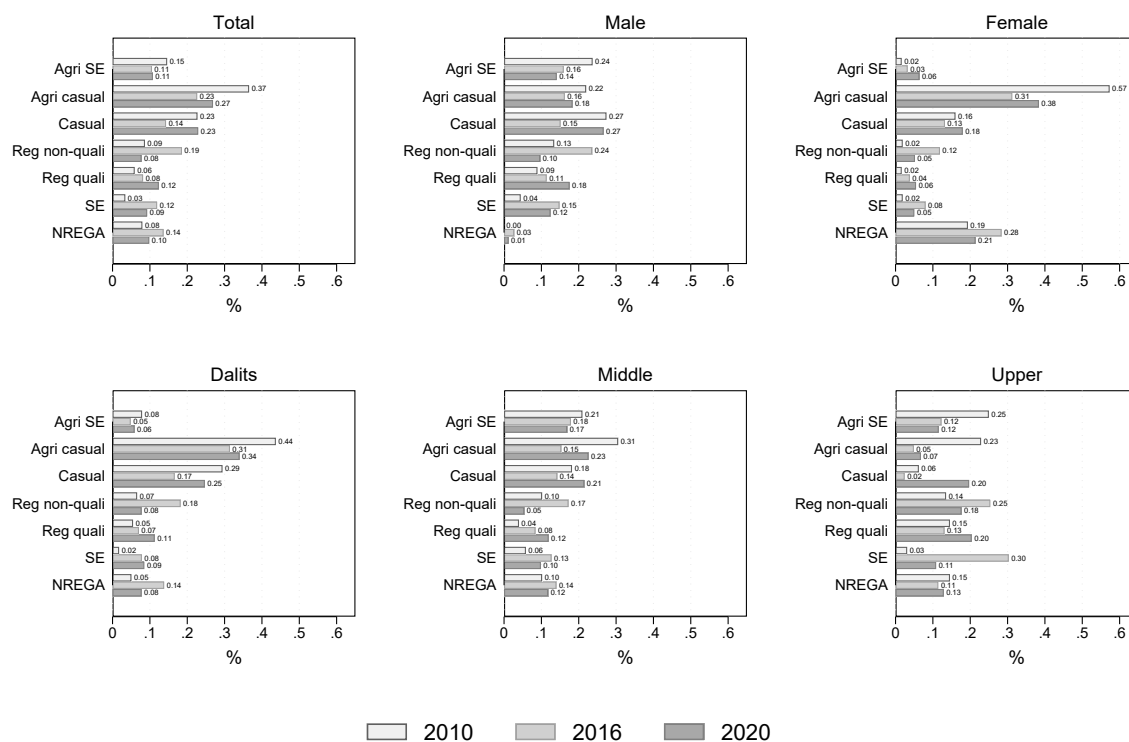 Total
Agri SE 0.15 0.11 0.11
Agri casual 0.37 0.23 0.27
Casual 0.23 0.14 0.23
Reg non-quali 0.09 0.19 0.08
Reg quali 0.06 0.08 0.12
SE 0.03 0.12 0.09
NREGA 0.08 0.14 0.10
0 .1 .2 .3 .4 .5 .6
%
Male
0.24 0.16 0.14
Agri SE
0.22 0.16 0.18
Agri casual
0.27 0.15 0.27
Casual
0.13 0.24 0.10
Reg non-quali
0.09 0.11 0.18
Reg quali
0.04 0.15 0.12
SE
0.00 0.03 0.01
NREGA
0 .1 .2 .3 .4 .5 .6
%
Female
Agri SE 0.02 0.03 0.06
Agri casual 0.57 0.31 0.38
Casual 0.16 0.13 0.18
Reg non-quali 0.02 0.12 0.05
Reg quali 0.02 0.04 0.06
SE 0.02 0.08 0.05
NREGA 0.19 0.28 0.21
0 .1 .2 .3 .4 .5 .6
%
Dalits
Agri SE 0.08 0.05 0.06
Agri casual 0.44 0.31 0.34
Casual 0.29 0.17 0.25
Reg non-quali 0.07 0.18 0.08
Reg quali 0.05 0.07 0.11
SE 0.02 0.08 0.09
NREGA 0.05 0.14 0.08
0 .1 .2 .3 .4 .5 .6
%
Middle
Agri SE 0.21 0.18 0.17
Agri casual 0.31 0.15 0.23
Casual 0.18 0.14 0.21
Reg non-quali 0.10 0.17 0.05
Reg quali 0.04 0.08 0.12
SE 0.06 0.13 0.10
NREGA 0.10 0.14 0.12
0 .1 .2 .3 .4 .5 .6
%
Upper
Agri SE 0.25 0.12 0.12
Agri casual 0.23 0.05 0.07
Casual 0.06 0.02 0.20
Reg non-quali 0.14 0.25 0.18
Reg quali 0.15 0.13 0.20
SE 0.03 0.30 0.11
NREGA 0.15 0.11 0.13
0 .1 .2 .3 .4 .5 .6
%
2010 2016 2020